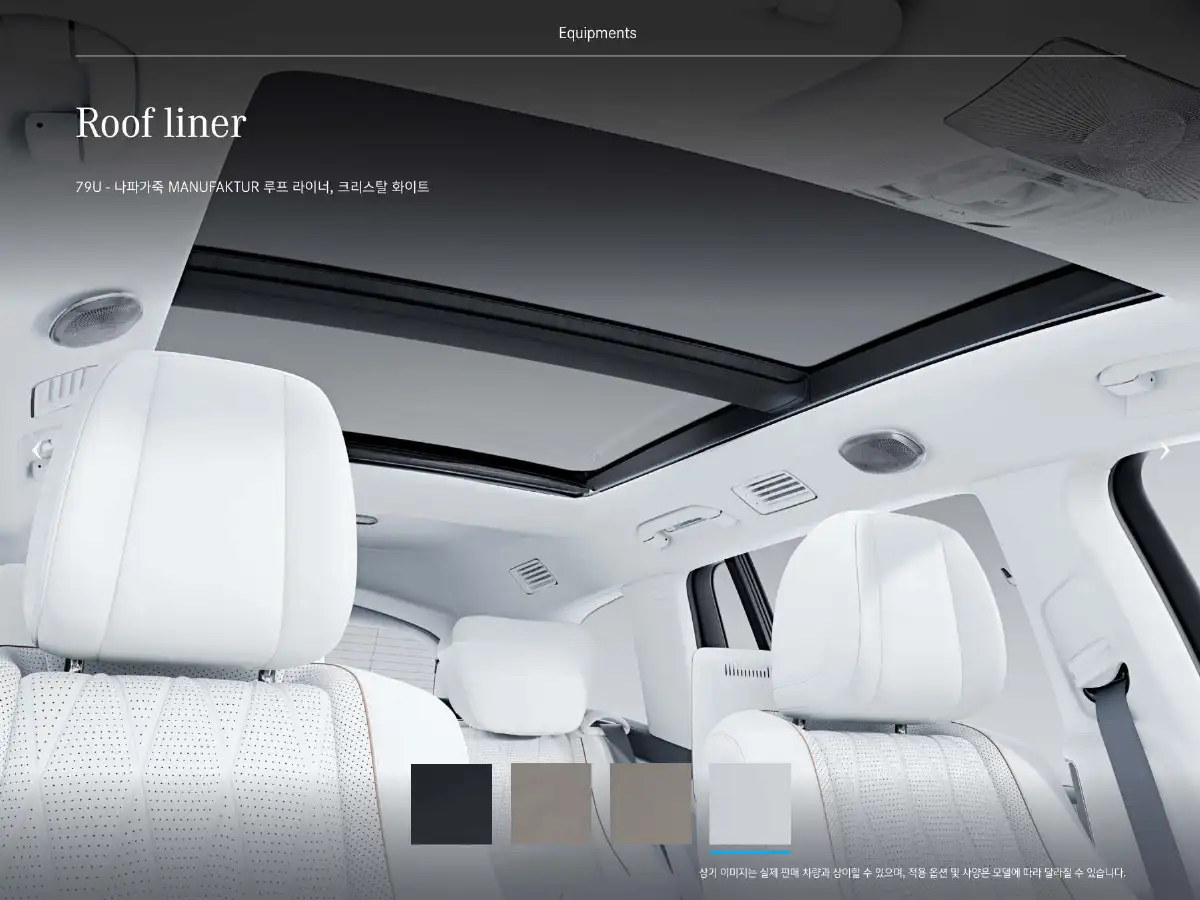 Equipments
Roof liner
79U - 나파가죽 MANUFAKTUR 루프 라이너, 크리스탈 화이트
상기 이미지는 실제 판매 차량과 상이할 수 있으며, 적용 옵션 및 사양은 모델에 따라 달라질 수 있습니다.